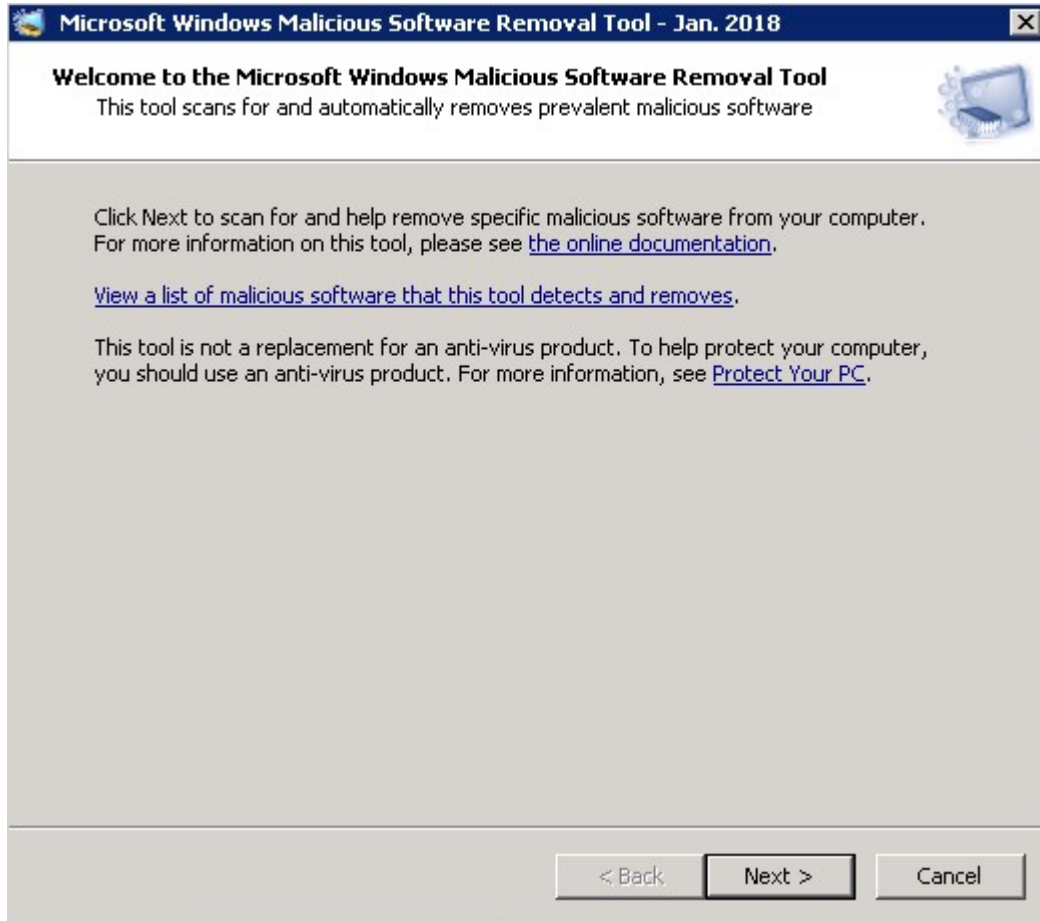 Microsoft Windows Malicious Software Removal Tool - Jan. 2018
Welcome to the Microsoft Windows Malicious Software Removal Tool
This tool scans for and automatically removes prevalent malicious software
Click Next to scan for and help remove specific malicious software from your computer.
For more information on this tool, please see the online documentation.
View a list of malicious software that this tool detects and removes.
This tool is not a replacement for an anti-virus product. To help protect your computer,
you should use an anti-virus product. For more information, see Protect Your PC.
< Back Next > Cancel